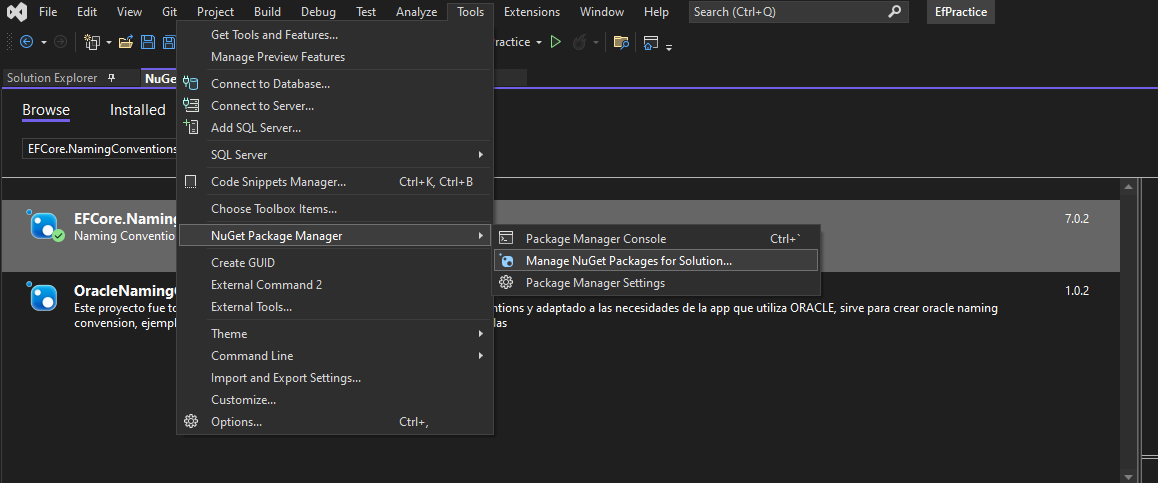 File Edit View Git Project Build Debug Test Analyze Tools Extensions Window Help Search (Ctrl+Q) EfPractice
Get Tools and Features...
Manage Preview Features
Solution Explorer NuGet
Connect to Database...
Browse Installed
Connect to Server...
Add SQL Server...
EFCore.NamingConventions
SQL Server
Code Snippets Manager... Ctrl+K, Ctrl+B
Choose Toolbox Items...
EFCore.Naming 7.0.2
Naming Conventio
NuGet Package Manager
Package Manager Console Ctrl+`
Manage NuGet Packages for Solution...
Package Manager Settings
Create GUID
External Command 2
External Tools...
OracleNaming 1.0.2
Este proyecto fue to ntions y adaptado a las necesidades de la app que utiliza ORACLE, sirve para crear oracle naming
convension, ejempl las
Theme
Command Line
Import and Export Settings...
Customize...
Options... Ctrl+,